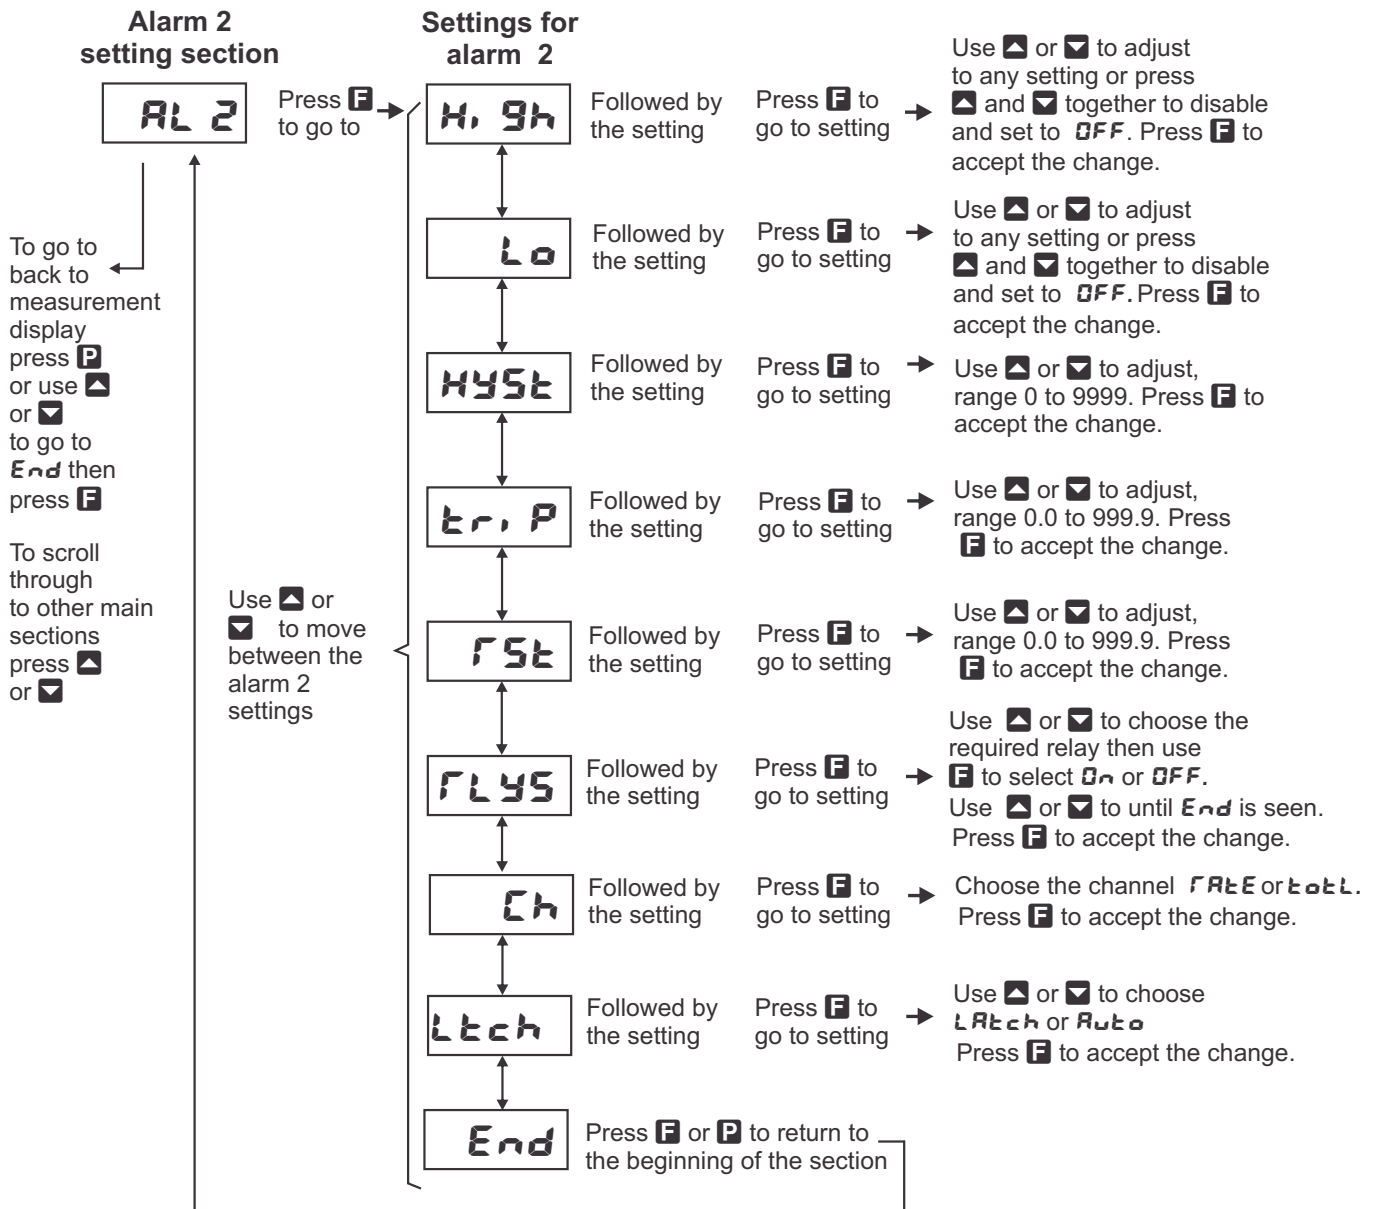 Alarm 2
setting section
AL 2
Press F
to go to
To go to
back to
measurement
display
press P
or use ▲
or ▼
to go to
End then
press F
To scroll
through
to other main
sections
press ▲
or ▼
Use ▲ or
▼ to move
between the
alarm 2
settings
Settings for
alarm 2
High
Followed by
the setting
Press F to
go to setting
Use ▲ or ▼ to adjust
to any setting or press
▲ and ▼ together to disable
and set to OFF. Press F to
accept the change.
Lo
Followed by
the setting
Press F to
go to setting
Use ▲ or ▼ to adjust
to any setting or press
▲ and ▼ together to disable
and set to OFF. Press F to
accept the change.
HYSt
Followed by
the setting
Press F to
go to setting
Use ▲ or ▼ to adjust,
range 0 to 9999. Press F to
accept the change.
triP
Followed by
the setting
Press F to
go to setting
Use ▲ or ▼ to adjust,
range 0.0 to 999.9. Press
F to accept the change.
rSt
Followed by
the setting
Press F to
go to setting
Use ▲ or ▼ to adjust,
range 0.0 to 999.9. Press
F to accept the change.
rLYS
Followed by
the setting
Press F to
go to setting
Use ▲ or ▼ to choose the
required relay then use
F to select On or OFF.
Use ▲ or ▼ to until End is seen.
Press F to accept the change.
Ch
Followed by
the setting
Press F to
go to setting
Choose the channel rAtE or totL.
Press F to accept the change.
Ltch
Followed by
the setting
Press F to
go to setting
Use ▲ or ▼ to choose
LAtch or Auto
Press F to accept the change.
End
Press F or P to return to
the beginning of the section